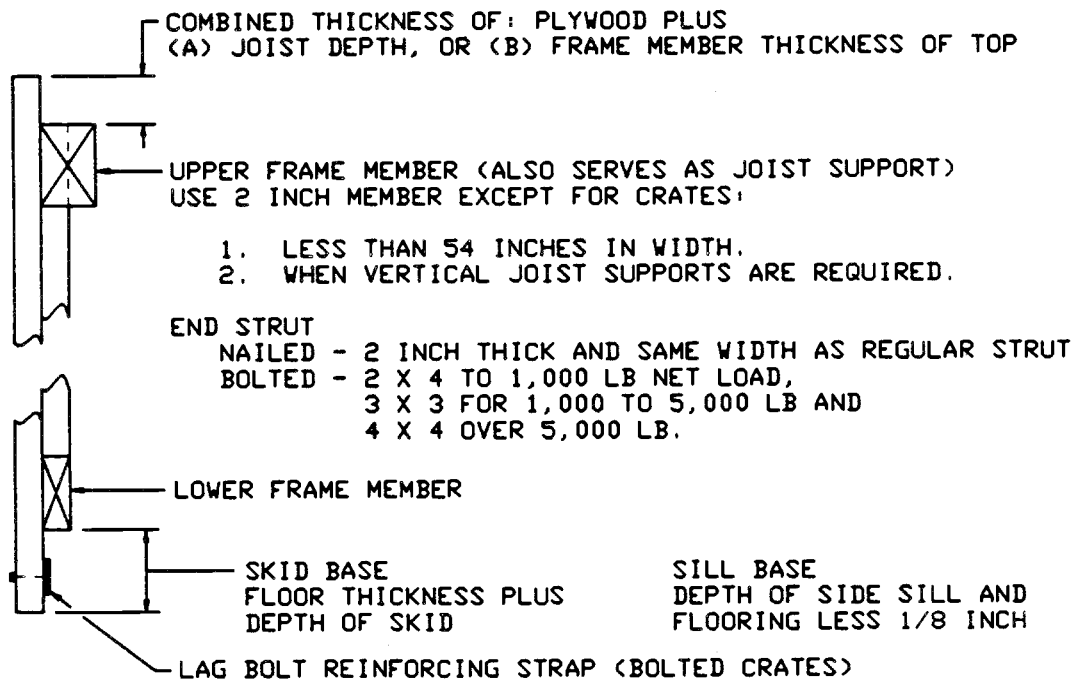 COMBINED THICKNESS OF: PLYWOOD PLUS
(A) JOIST DEPTH, OR (B) FRAME MEMBER THICKNESS OF TOP
UPPER FRAME MEMBER (ALSO SERVES AS JOIST SUPPORT)
USE 2 INCH MEMBER EXCEPT FOR CRATES:
1. LESS THAN 54 INCHES IN WIDTH.
2. WHEN VERTICAL JOIST SUPPORTS ARE REQUIRED.
END STRUT
NAILED - 2 INCH THICK AND SAME WIDTH AS REGULAR STRUT
BOLTED - 2 X 4 TO 1,000 LB NET LOAD,
3 X 3 FOR 1,000 TO 5,000 LB AND
4 X 4 OVER 5,000 LB.
LOWER FRAME MEMBER
SKID BASE
FLOOR THICKNESS PLUS
DEPTH OF SKID
SILL BASE
DEPTH OF SIDE SILL AND
FLOORING LESS 1/8 INCH
LAG BOLT REINFORCING STRAP (BOLTED CRATES)